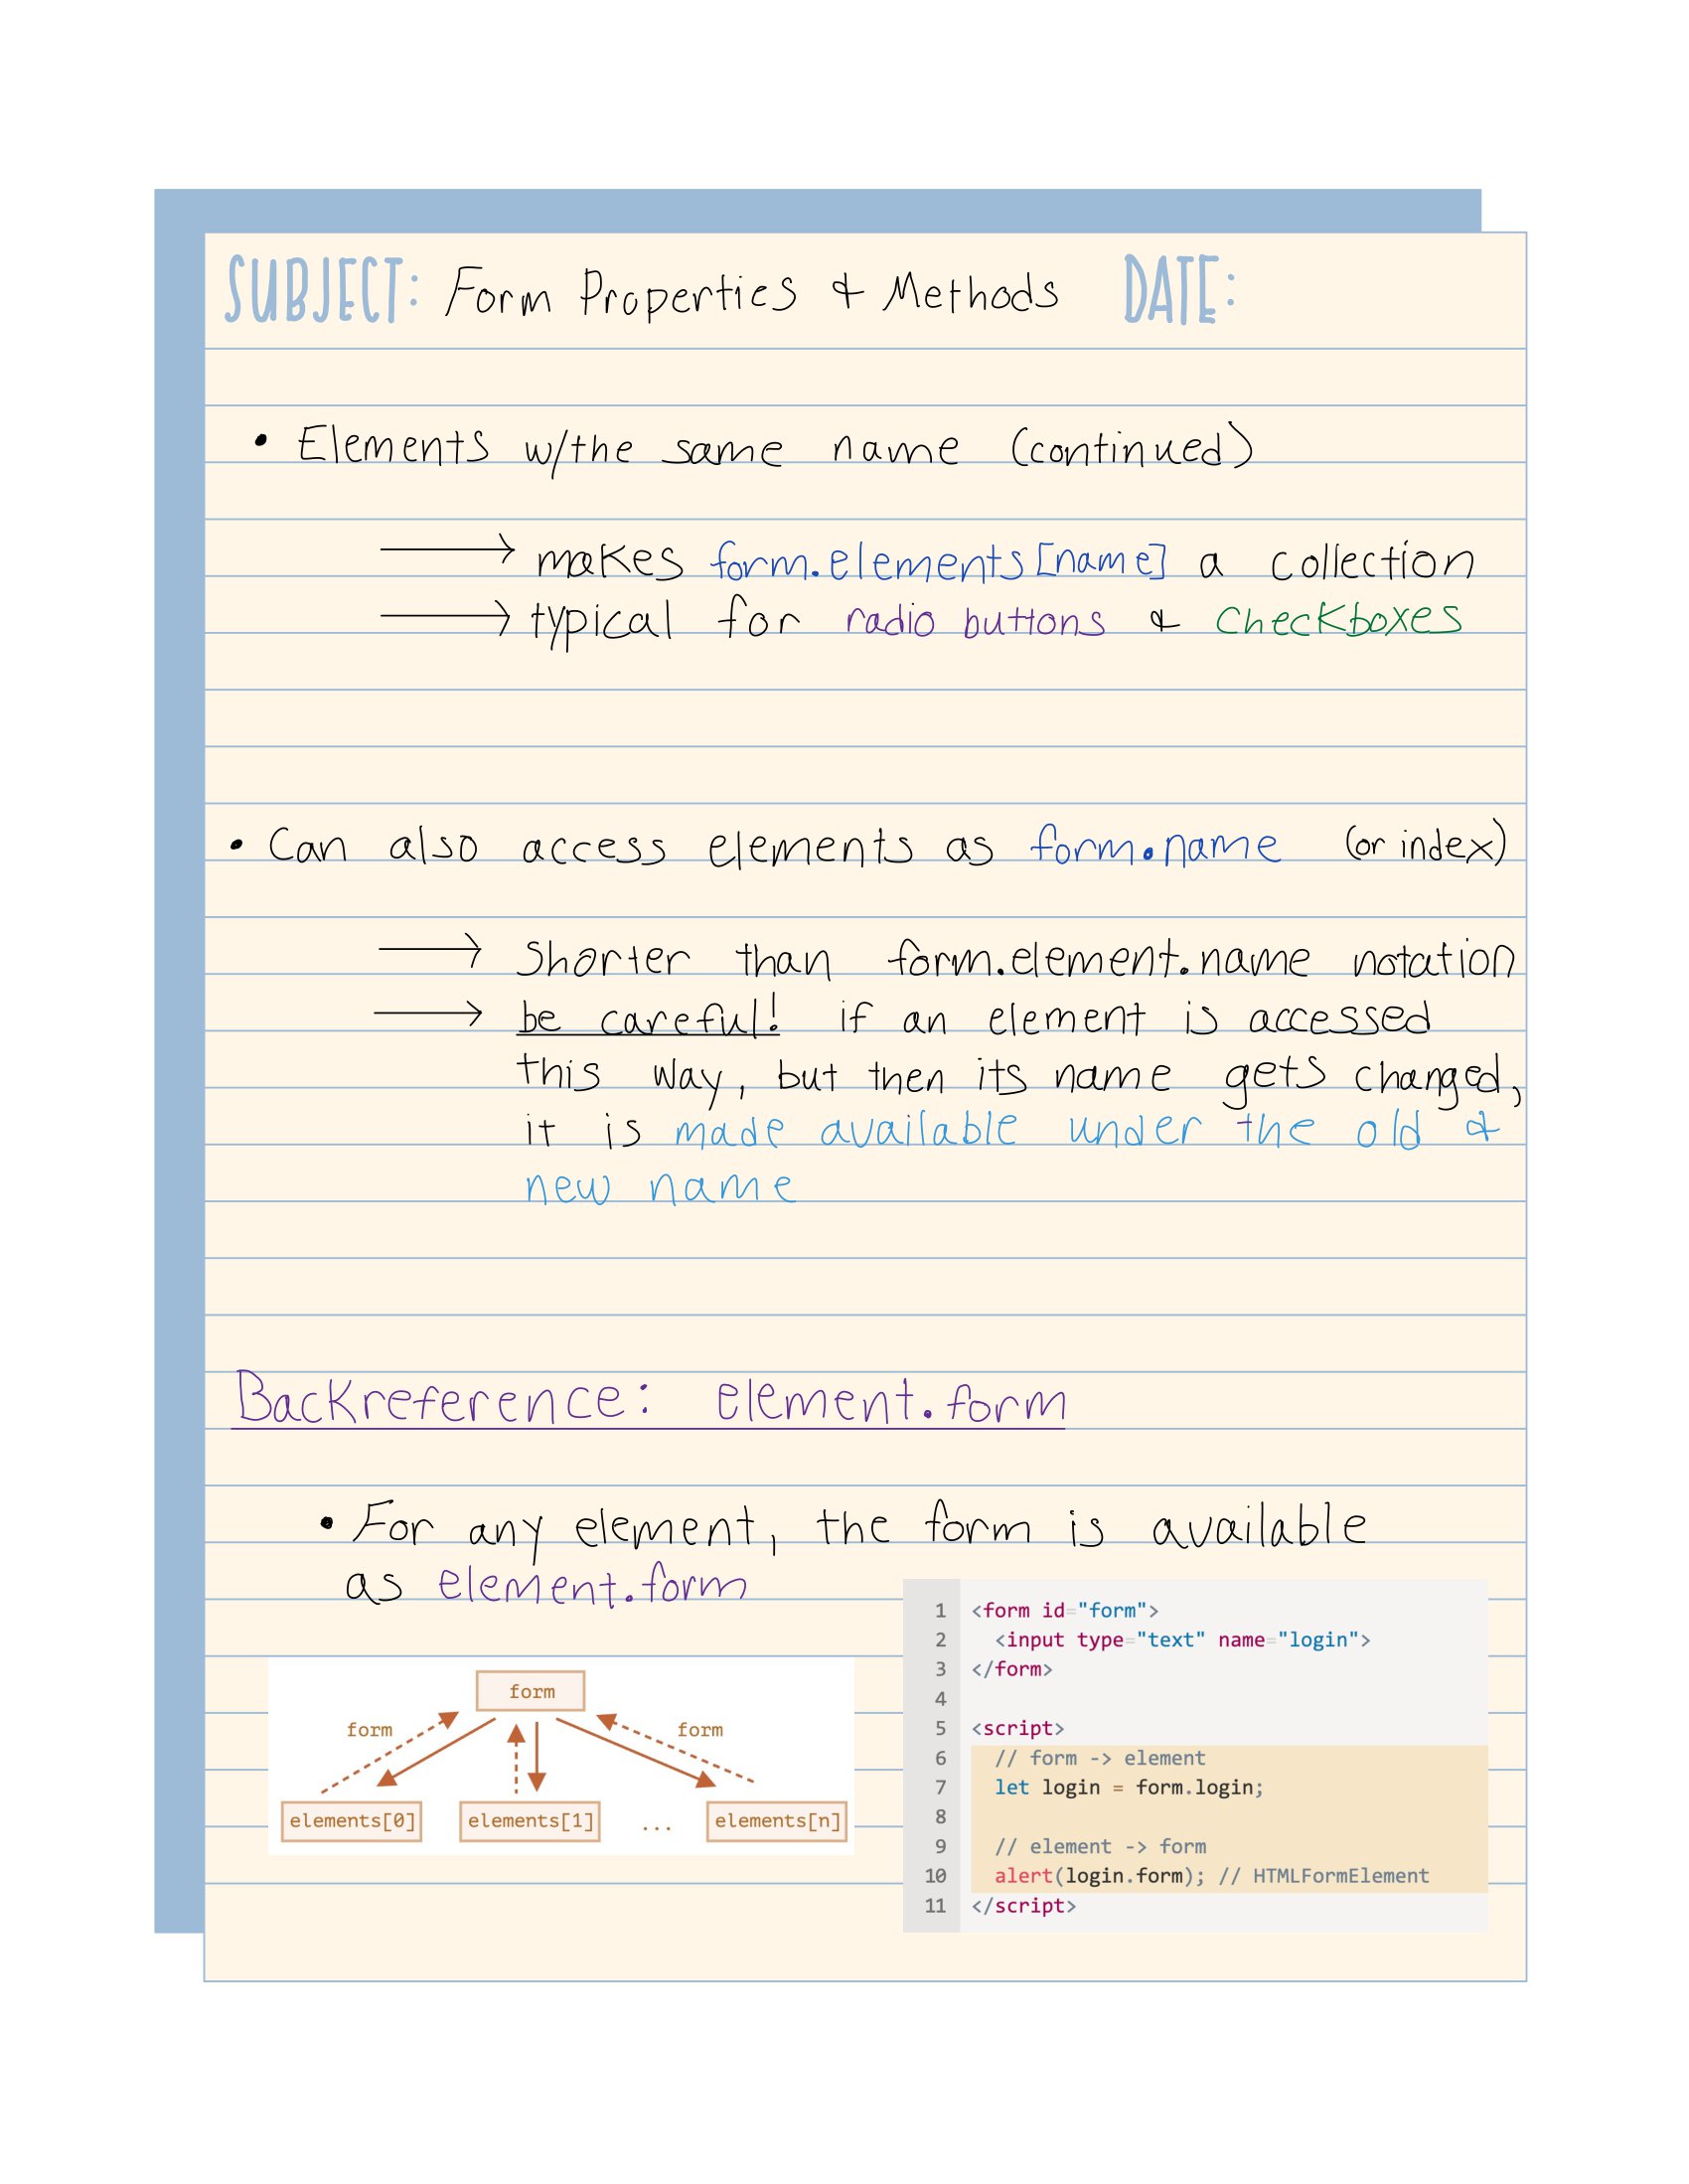 SUBJECT: Form Properties & Methods DATE:
• Elements w/the same name (continued)
→ makes form.elements[name] a collection
→ typical for radio buttons & checkboxes
• Can also access elements as form.name (or index)
→ shorter than form.element.name notation
→ be careful! if an element is accessed
this way, but then its name gets changed,
it is made available under the old &
new name
Backreference: element.form
• For any element, the form is available
as element.form
form
form
form
elements[0]
elements[1]
...
elements[n]
1 <form id="form">
2 <input type="text" name="login">
3 </form>
4
5 <script>
6 // form -> element
7 let login = form.login;
8
9 // element -> form
10 alert(login.form); // HTMLFormElement
11 </script>